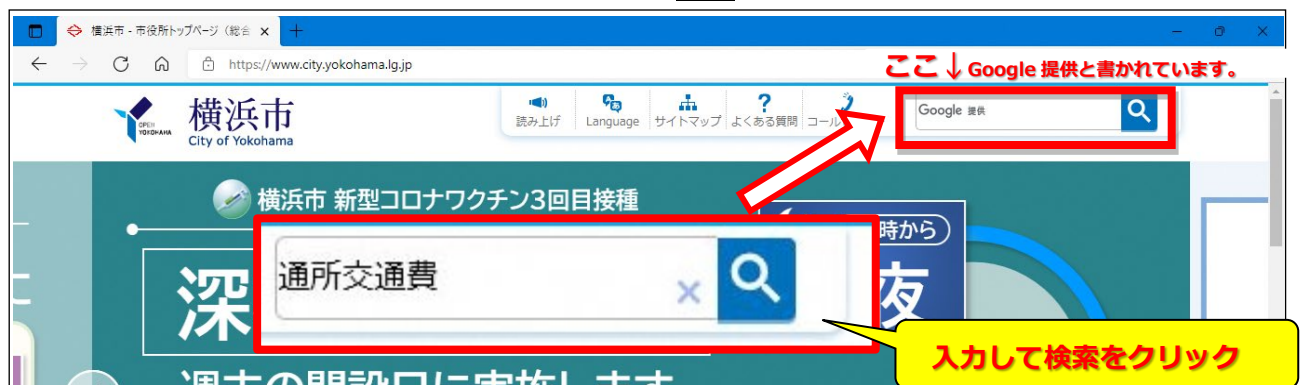 横浜市 - 市役所トップページ（総合
https://www.city.yokohama.lg.jp
ここ↓Google 提供と書かれています。
OPEN YOKOHAMA
横浜市
City of Yokohama
読み上げ
Language
サイトマップ
よくある質問
コール
Google 提供
横浜市 新型コロナワクチン3回目接種
時から
深
夜
通所交通費
入力して検索をクリック
週末の開設日に実施します